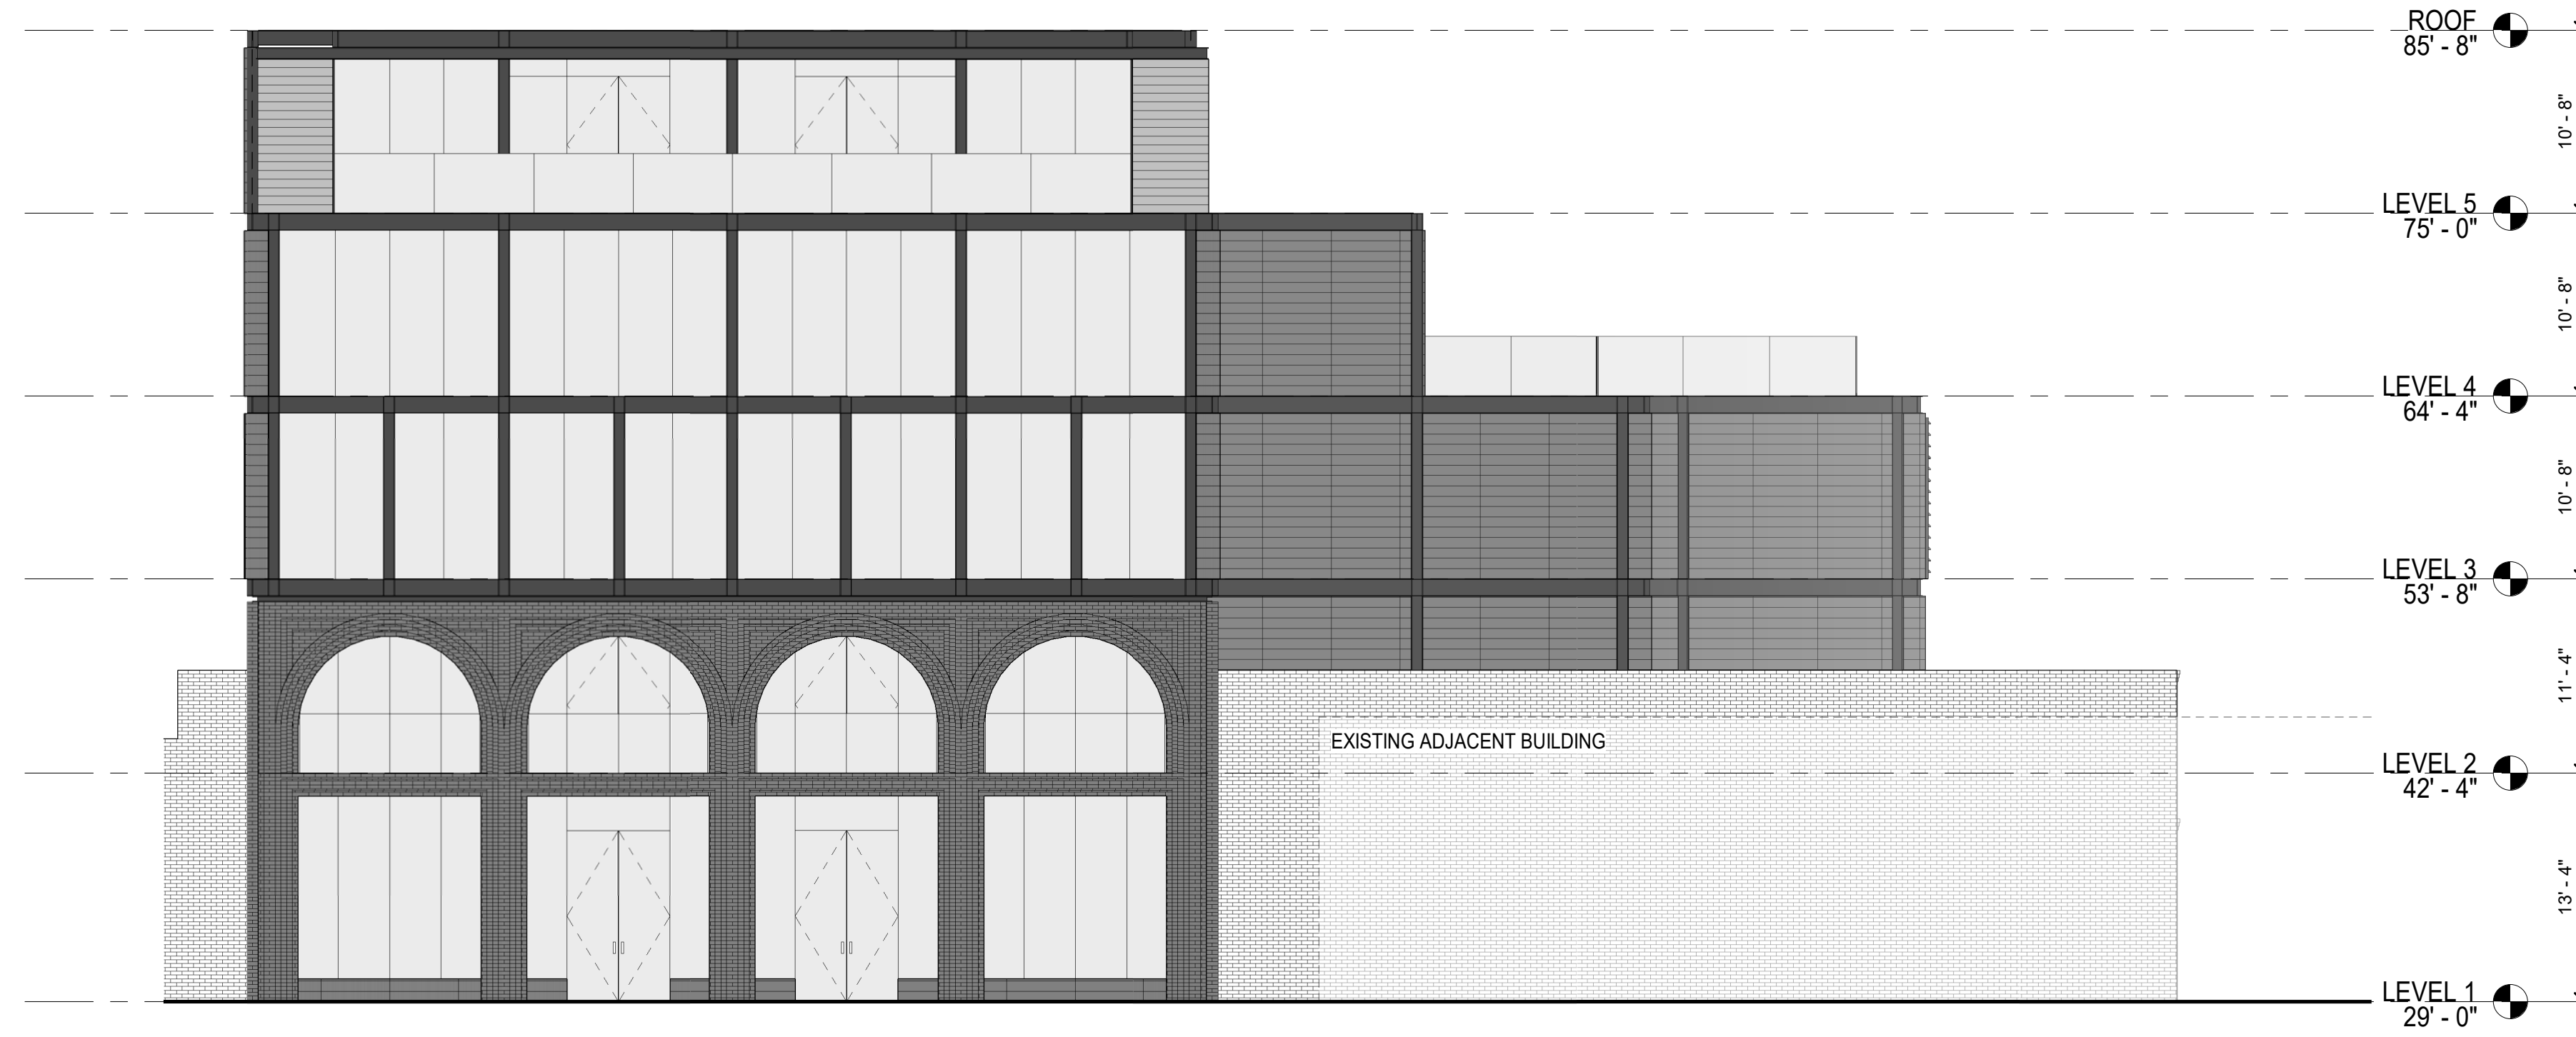 ROOF
85' - 8"
10' - 8"
LEVEL 5
75' - 0"
10' - 8"
LEVEL 4
64' - 4"
10' - 8"
LEVEL 3
53' - 8"
11' - 4"
EXISTING ADJACENT BUILDING
LEVEL 2
42' - 4"
13' - 4"
LEVEL 1
29' - 0"